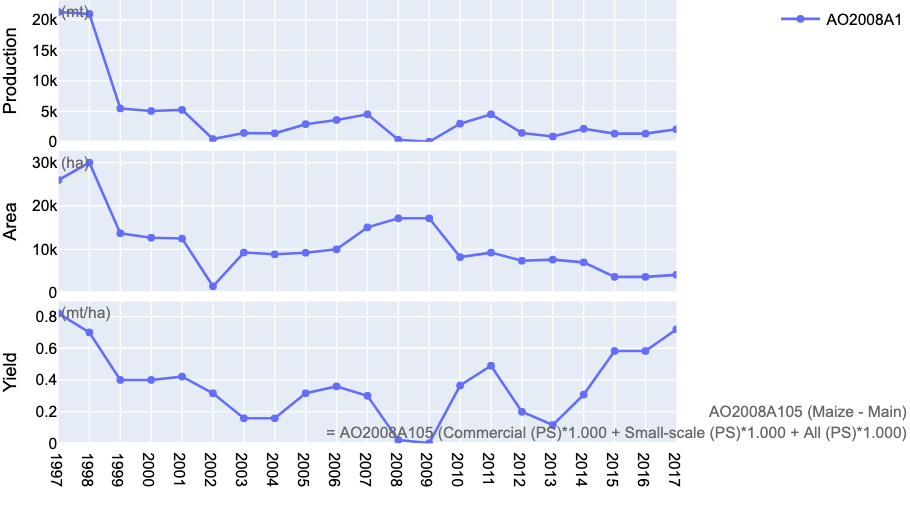 20k
(mt)
15k
10k
5k
0
Production
AO2008A1
30k
(ha)
20k
10k
0
Area
0.8
(mt/ha)
0.6
0.4
0.2
0
Yield
AO2008A105 (Maize - Main)
= AO2008A105 (Commercial (PS)*1.000 + Small-scale (PS)*1.000 + All (PS)*1.000)
1997
1998
1999
2000
2001
2002
2003
2004
2005
2006
2007
2008
2009
2010
2011
2012
2013
2014
2015
2016
2017